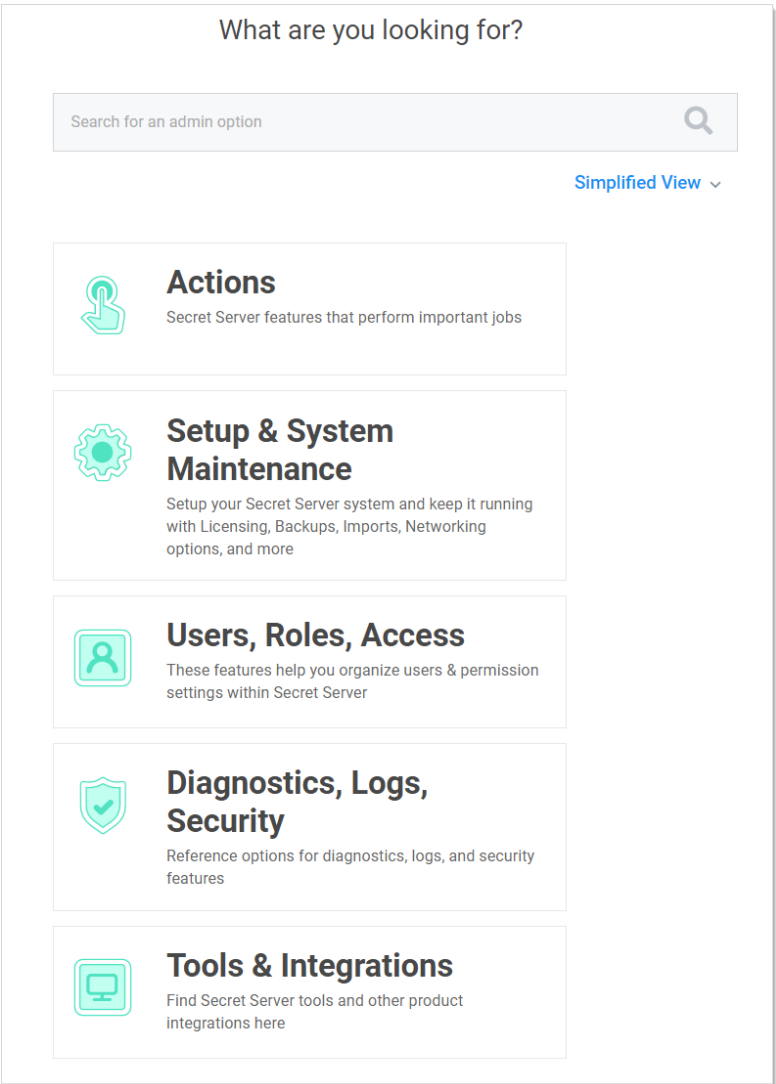 What are you looking for?
Search for an admin option
Simplified View
Actions
Secret Server features that perform important jobs
Setup & System
Maintenance
Setup your Secret Server system and keep it running
with Licensing, Backups, Imports, Networking
options, and more
Users, Roles, Access
These features help you organize users & permission
settings within Secret Server
Diagnostics, Logs,
Security
Reference options for diagnostics, logs, and security
features
Tools & Integrations
Find Secret Server tools and other product
integrations here